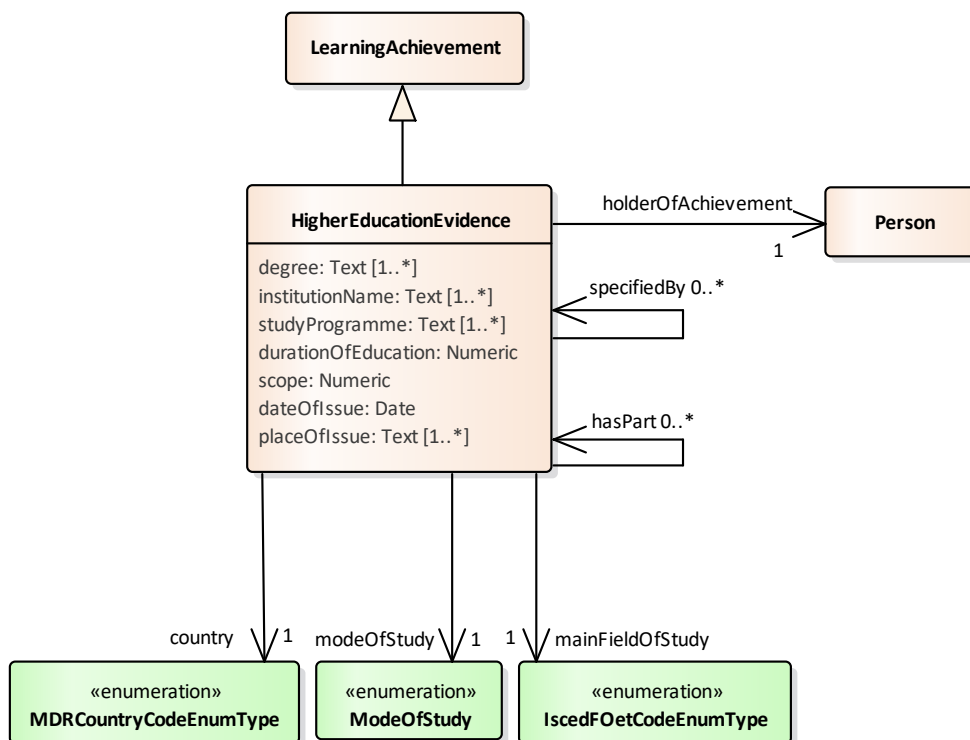 LearningAchievement
HigherEducationEvidence
degree: Text [1..*]
institutionName: Text [1..*]
studyProgramme: Text [1..*]
durationOfEducation: Numeric
scope: Numeric
dateOfIssue: Date
placeOfIssue: Text [1..*]
holderOfAchievement
1
Person
specifiedBy 0..*
hasPart 0..*
country 1
modeOfStudy 1
1 mainFieldOfStudy
«enumeration»
MDRCountryCodeEnumType
«enumeration»
ModeOfStudy
«enumeration»
IscedFOetCodeEnumType